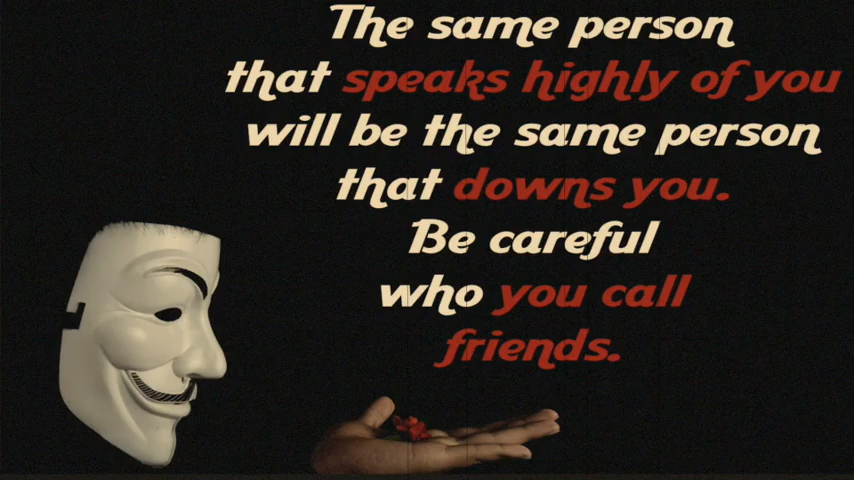 The same person
that speaks highly of you
will be the same person
that downs you.
Be careful
who you call
friends.